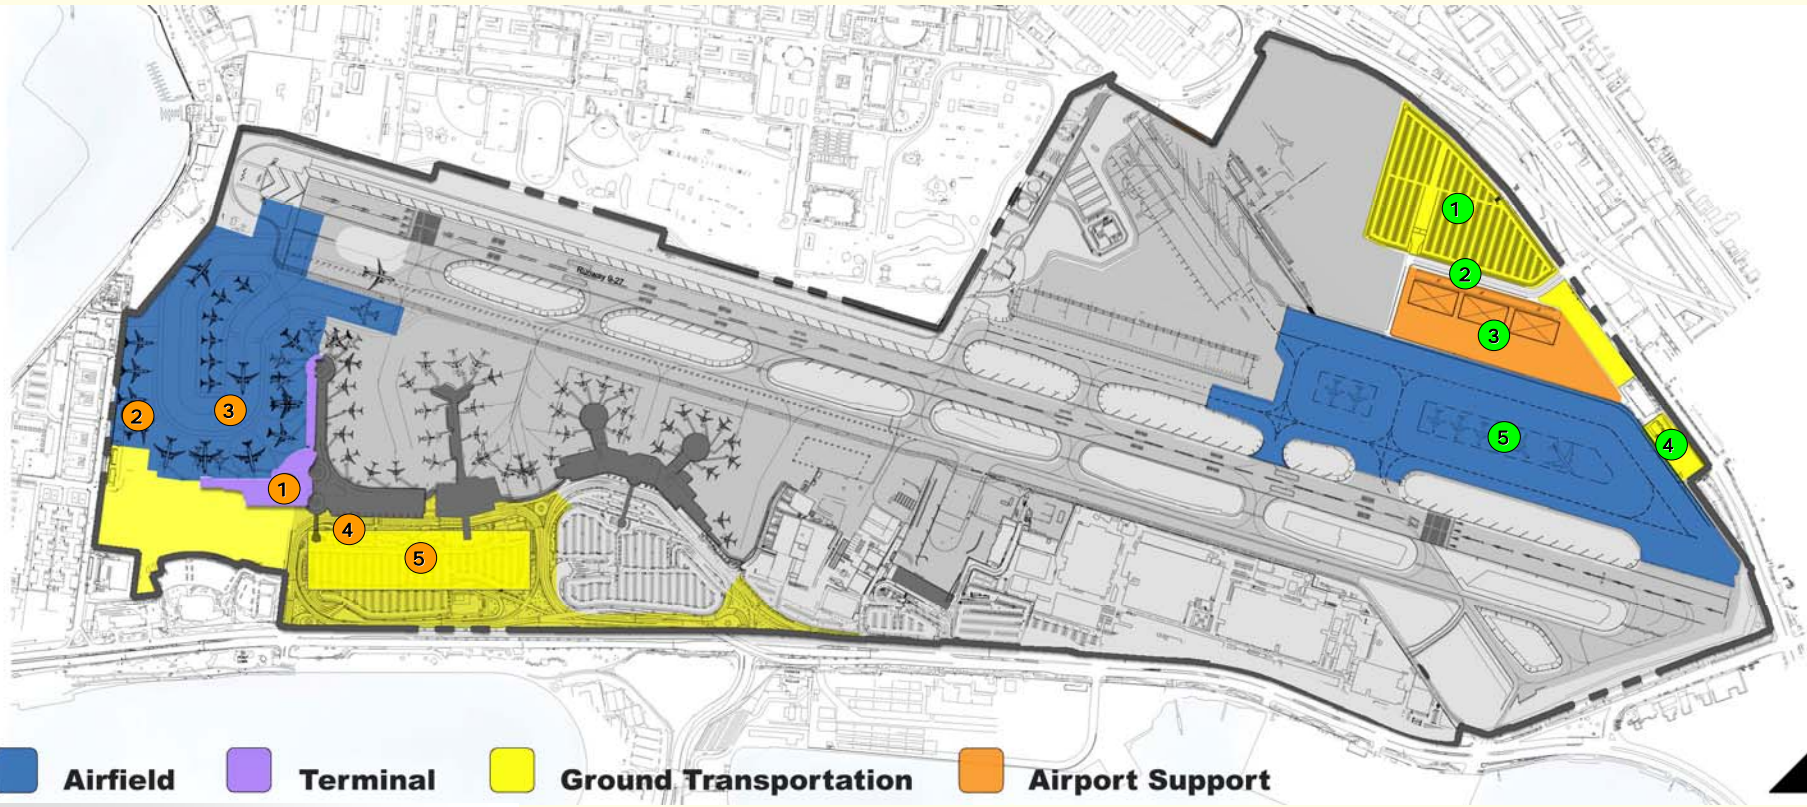 1
2
Runway 9-27
3
2
3
5
4
1
4
5
Airfield
Terminal
Ground Transportation
Airport Support